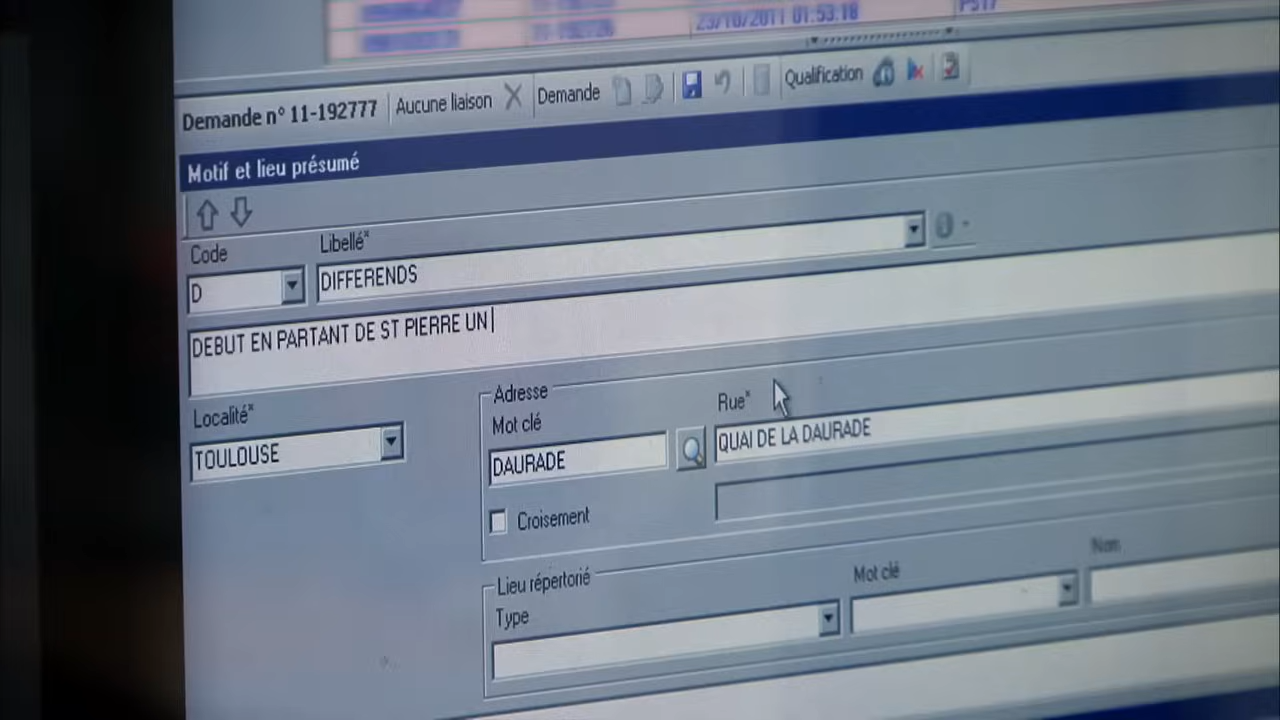 23/10/2011 01:53:18
PS17
Demande n° 11-192777 Aucune liaison Demande Qualification
Motif et lieu présumé
Code Libellé*
D DIFFERENDS
DEBUT EN PARTANT DE ST PIERRE UN
Localité*
TOULOUSE
Adresse
Mot clé
DAURADE
Rue*
QUAI DE LA DAURADE
Croisement
Lieu répertorié
Type
Mot clé
Nom